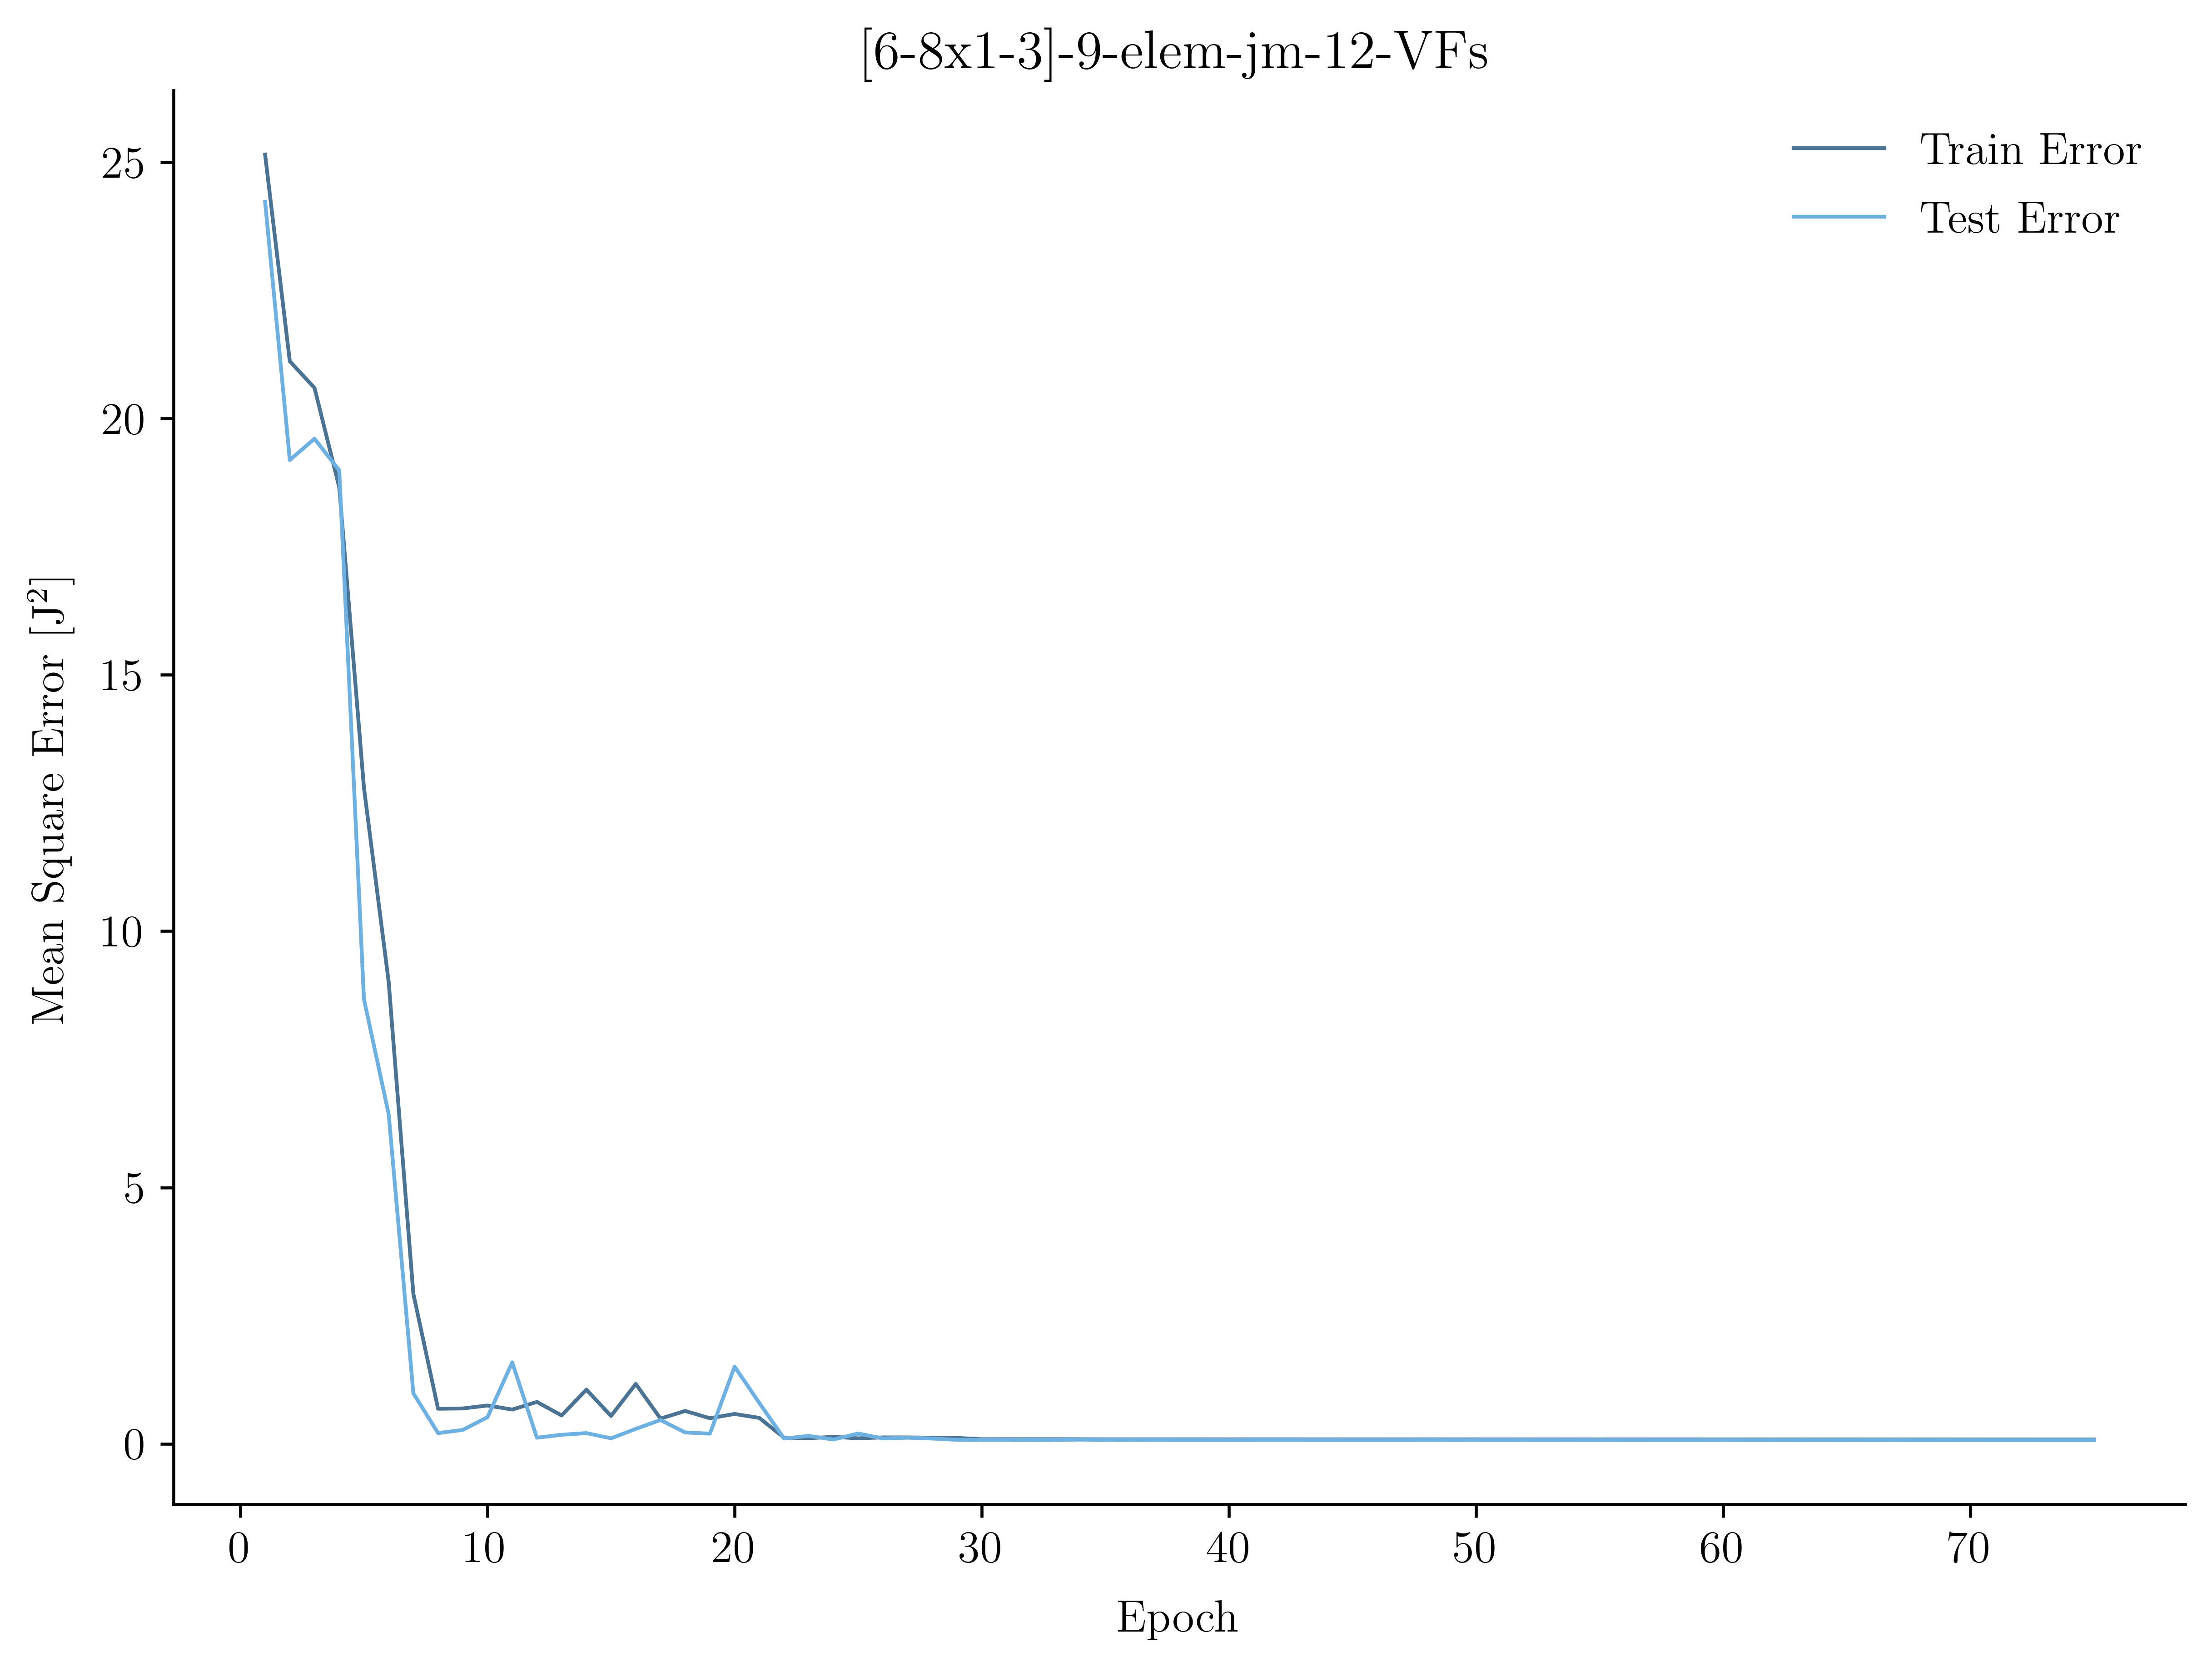 [6-8x1-3]-9-elem-jm-12-VFs
Train Error
Test Error
Mean Square Error [J²]
25
20
15
10
5
0
0 10 20 30 40 50 60 70
Epoch